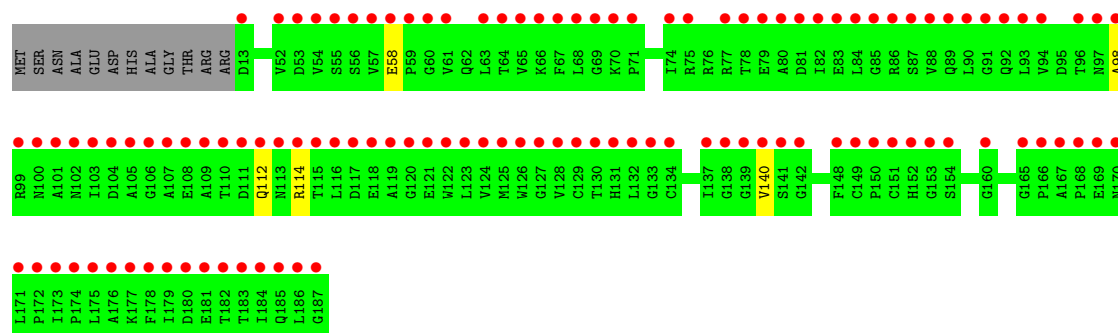 MET SER ASN ALA GLU ASP HIS ALA GLY THR ARG ARG D13 V52 D53 V54 S55 S56 V57 E58 P59 G60 V61 Q62 L63 T64 V65 K66 F67 L68 G69 K70 P71 I74 R75 R76 R77 T78 E79 A80 D81 I82 E83 L84 G85 R86 S87 V88 Q89 L90 G91 Q92 L93 V94 D95 T96 N97 A98
R99 N100 A101 N102 I103 D104 A105 G106 A107 E108 A109 T110 D111 Q112 N113 R114 T115 L116 D117 E118 A119 G120 E121 W122 L123 V124 M125 W126 G127 V128 C129 T130 H131 L132 G133 C134 I137 G138 G139 V140 S141 G142 F148 C149 P150 C151 H152 G153 S154 G160 G165 P166 A167 P168 E169 N170
L171 P172 I173 P174 L175 A176 K177 F178 I179 D180 E181 T182 T183 I184 Q185 L186 G187